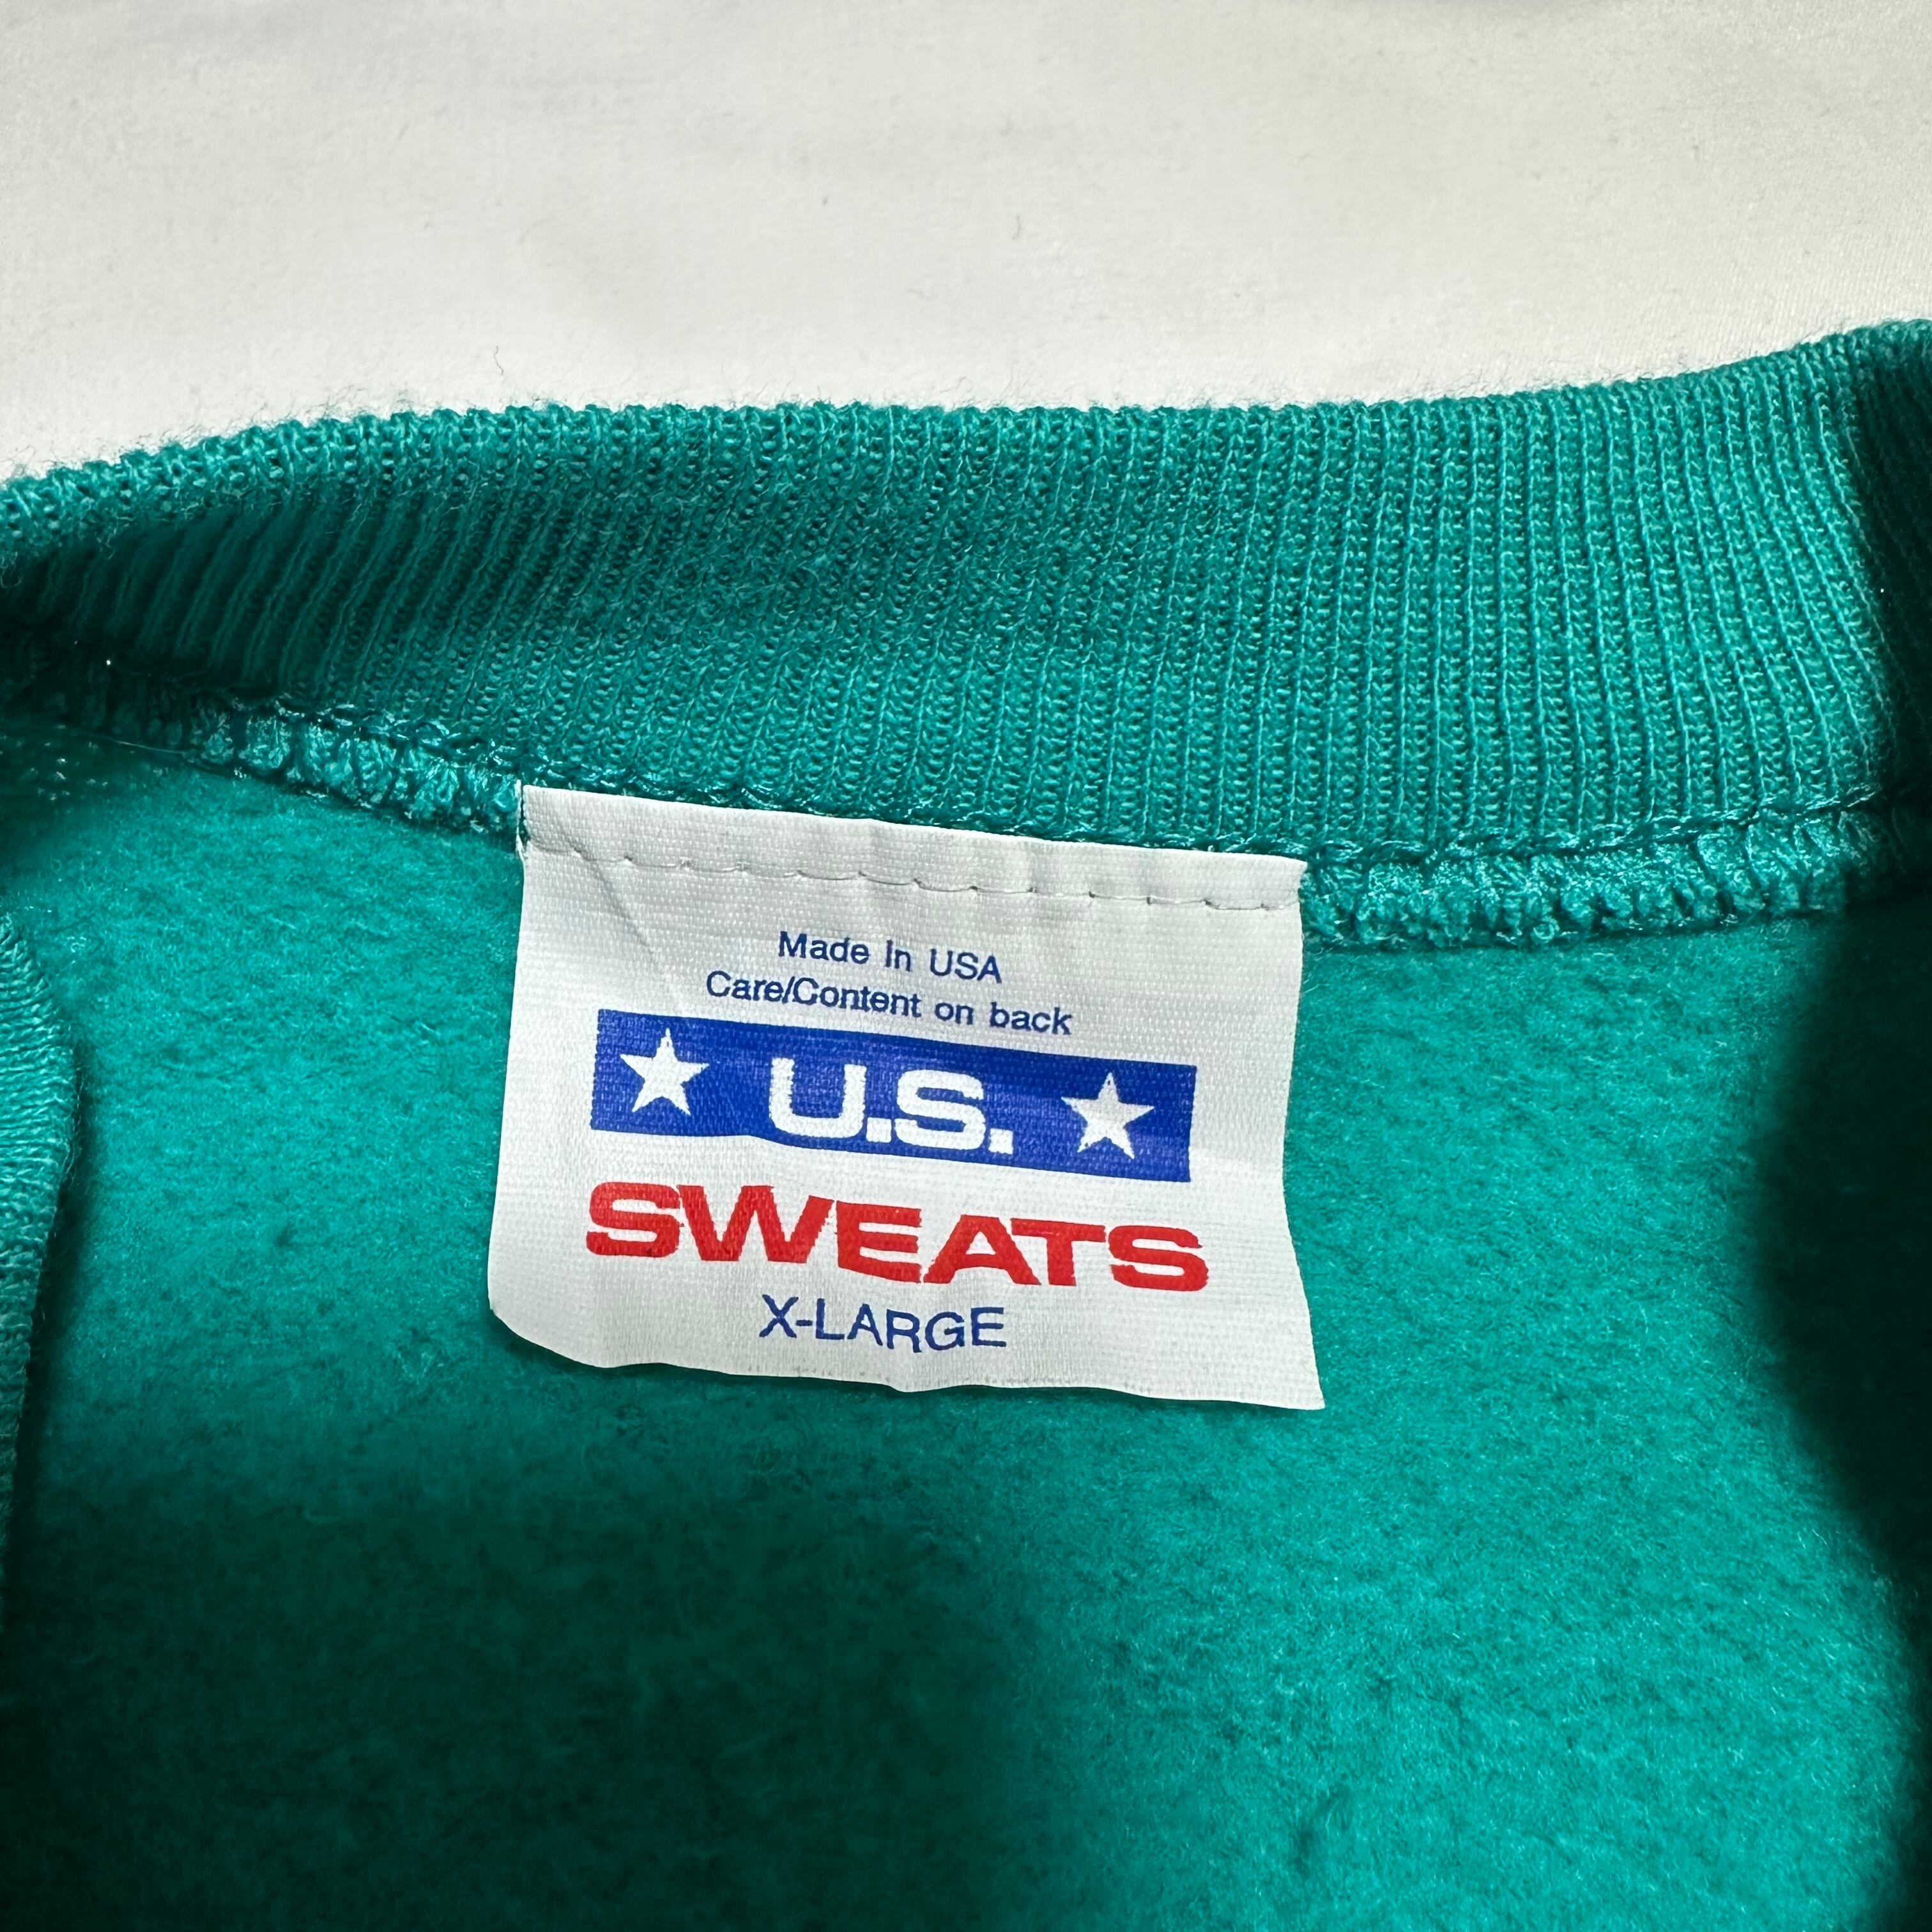 Made In USA
Care/Content on back
U.S.
SWEATS
X-LARGE